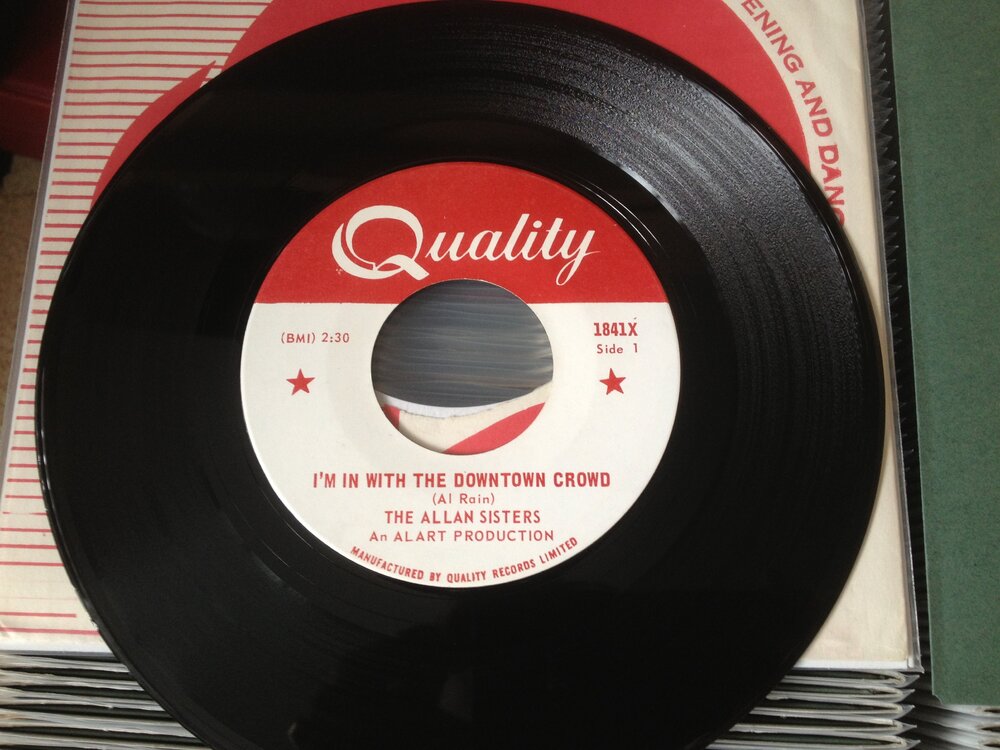 ENING AND DANC
Quality
(BMI) 2:30
1841X
Side 1
I'M IN WITH THE DOWNTOWN CROWD
(Al Rain)
THE ALLAN SISTERS
An ALART PRODUCTION
MANUFACTURED BY QUALITY RECORDS LIMITED